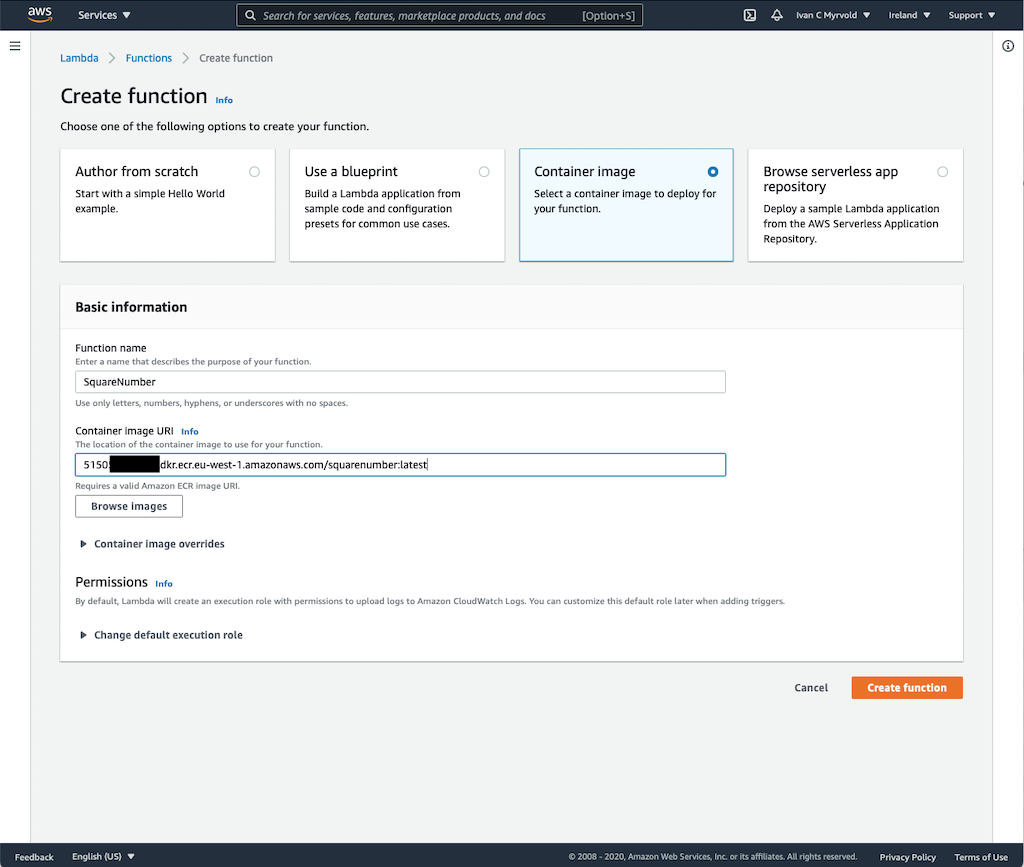 aws
Services
Search for services, features, marketplace products, and docs [Option+S]
Ivan C Myrvold
Ireland
Support
Lambda
Functions
Create function
Create function Info
Choose one of the following options to create your function.
Author from scratch
Start with a simple Hello World
example.
Use a blueprint
Build a Lambda application from
sample code and configuration
presets for common use cases.
Container image
Select a container image to deploy for
your function.
Browse serverless app
repository
Deploy a sample Lambda application
from the AWS Serverless Application
Repository.
Basic information
Function name
Enter a name that describes the purpose of your function.
SquareNumber
Use only letters, numbers, hyphens, or underscores with no spaces.
Container image URI Info
The location of the container image to use for your function.
5150 dkr.ecr.eu-west-1.amazonaws.com/squarenumber:latest
Requires a valid Amazon ECR image URI.
Browse images
Container image overrides
Permissions Info
By default, Lambda will create an execution role with permissions to upload logs to Amazon CloudWatch Logs. You can customize this default role later when adding triggers.
Change default execution role
Cancel
Create function
Feedback
English (US)
© 2008 - 2020, Amazon Web Services, Inc. or its affiliates. All rights reserved.
Privacy Policy
Terms of Use